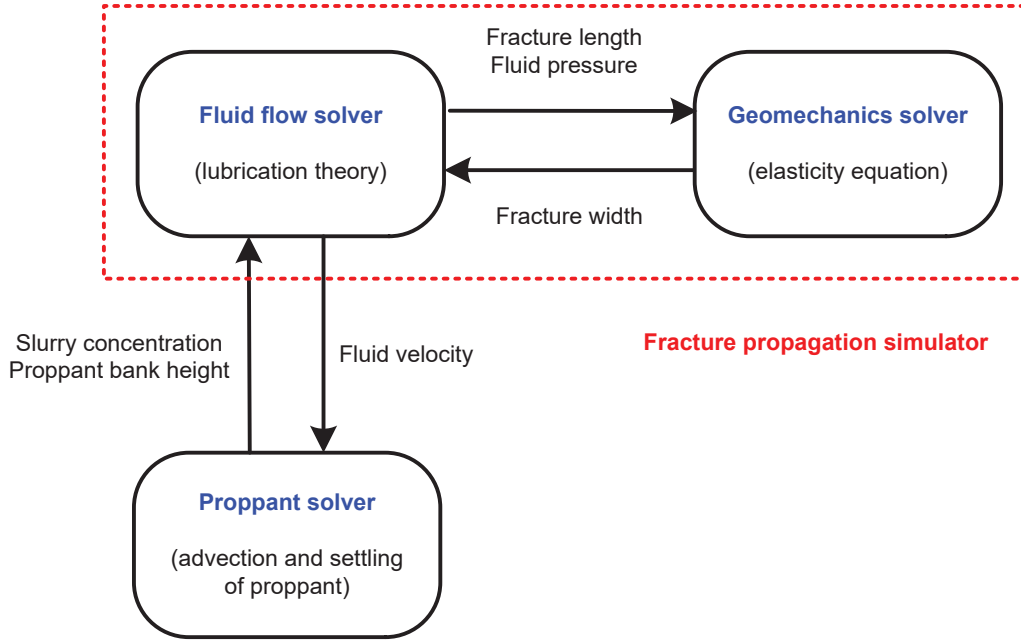 Fracture length
Fluid pressure
Fluid flow solver
(lubrication theory)
Geomechanics solver
(elasticity equation)
Fracture width
Slurry concentration
Proppant bank height
Fluid velocity
Fracture propagation simulator
Proppant solver
(advection and settling
of proppant)